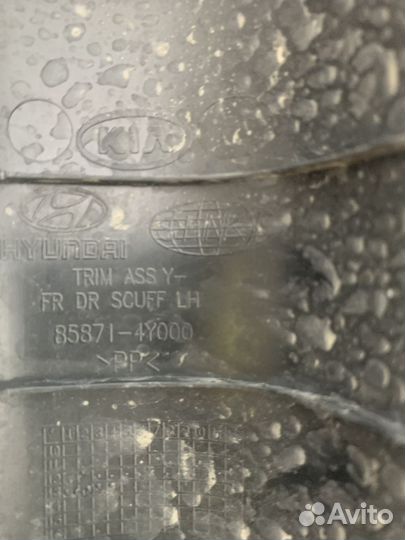 KIA
HYUNDAI
TRIM ASS Y-
FR DR SCUFF LH
85871-4Y000
>PP<
Avito